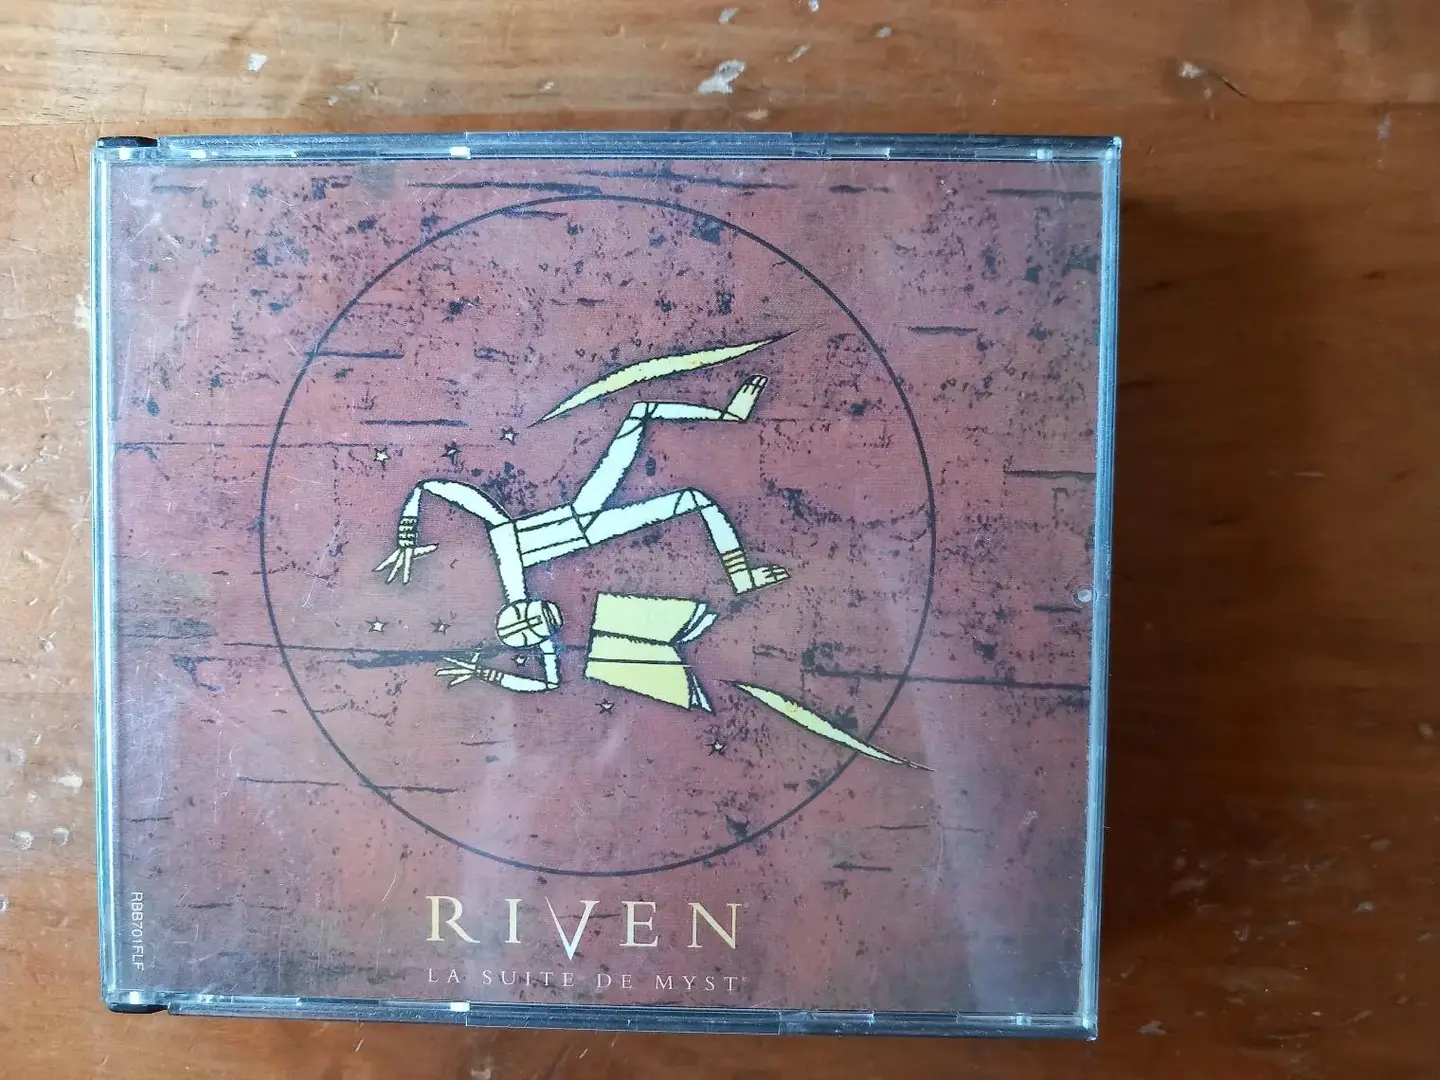 RIVEN
LA SUITE DE MYST
RBB701FLF